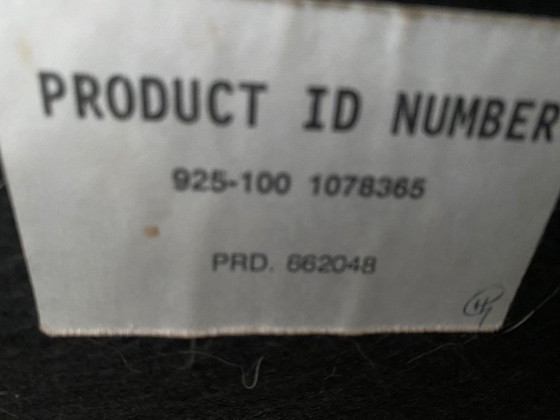 PRODUCT ID NUMBER
925-100 1078365
PRD. 662048